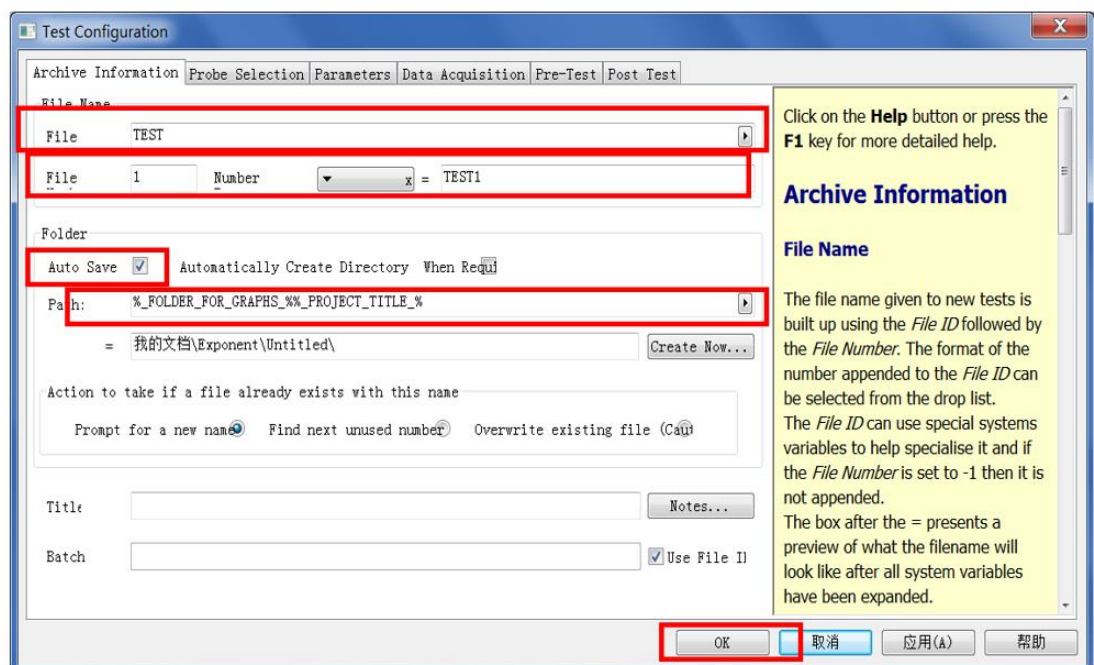 Test Configuration
Archive Information Probe Selection Parameters Data Acquisition Pre-Test Post Test
File Name
File TEST
File 1 Number x = TEST1
Folder
Auto Save Automatically Create Directory When Requi
Path: %_FOLDER_FOR_GRAPHS_%%_PROJECT_TITLE_%
= 我的文档\Exponent\Untitled\ Create Now...
Action to take if a file already exists with this name
Prompt for a new name Find next unused number Overwrite existing file (Caut
Title Notes...
Batch Use File II
Click on the Help button or press the
F1 key for more detailed help.
Archive Information
File Name
The file name given to new tests is
built up using the File ID followed by
the File Number. The format of the
number appended to the File ID can
be selected from the drop list.
The File ID can use special systems
variables to help specialise it and if
the File Number is set to -1 then it is
not appended.
The box after the = presents a
preview of what the filename will
look like after all system variables
have been expanded.
OK 取消 应用(A) 帮助